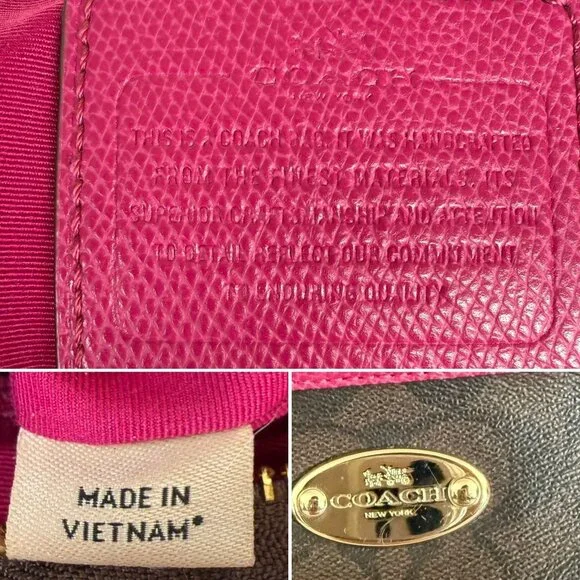 COACH
New York
THIS IS A COACH BAG. IT WAS HANDCRAFTED
FROM THE FINEST MATERIALS. ITS
SUPERIOR CRAFTSMANSHIP AND ATTENTION
TO DETAIL REFLECT OUR COMMITMENT
TO ENDURING QUALITY.
MADE IN
VIETNAM*
COACH
NEW YORK